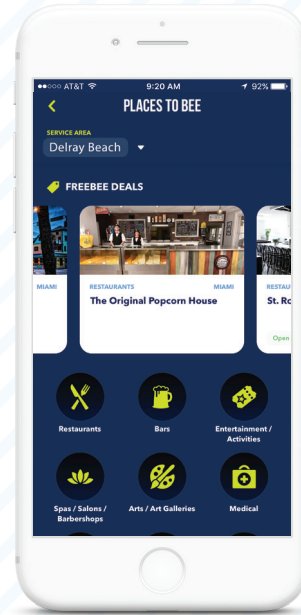 AT&T 9:20 AM 92%
PLACES TO BEE
SERVICE AREA
Delray Beach
FREEBEE DEALS
MIAMI
RESTAURANTS MIAMI
The Original Popcorn House
RESTAU
St. Ro
Open
Restaurants
Bars
Entertainment /
Activities
Spas / Salons /
Barbershops
Arts / Art Galleries
Medical